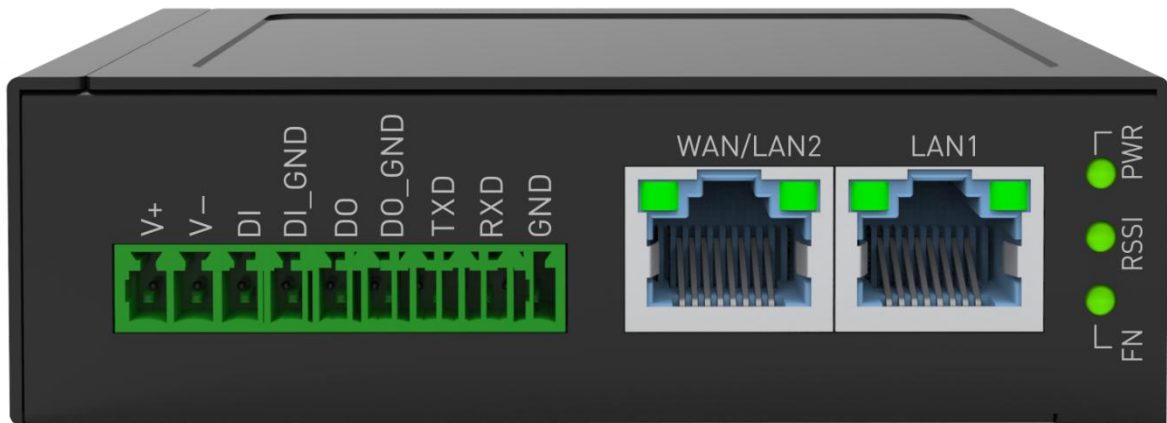 V+
V−
DI
DI_GND
DO
DO_GND
TXD
RXD
GND
WAN/LAN2
LAN1
PWR
RSSI
FN